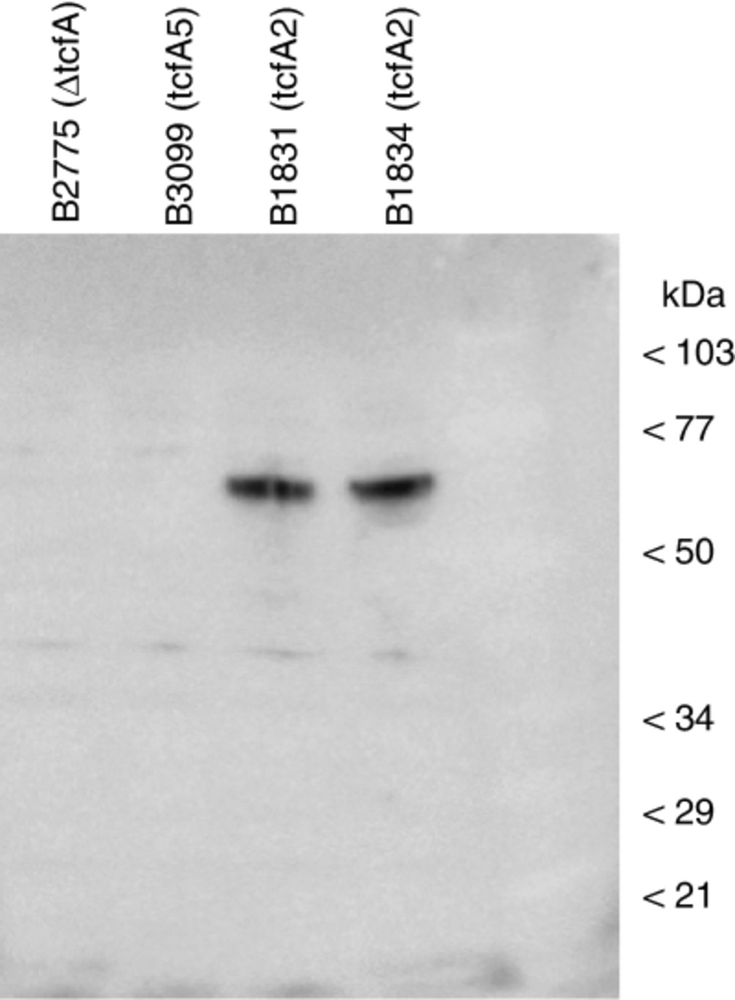 B2775 (ΔtcfA)
B3099 (tcfA5)
B1831 (tcfA2)
B1834 (tcfA2)
kDa
< 103
< 77
< 50
< 34
< 29
< 21